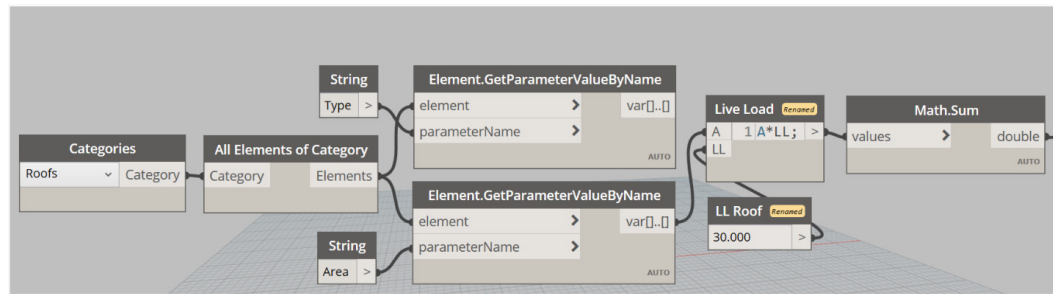 Categories
Roofs Category
All Elements of Category
Category Elements
String
Type >
Element.GetParameterValueByName
element > var[]..[]
parameterName >
AUTO
String
Area >
Element.GetParameterValueByName
element > var[]..[]
parameterName >
AUTO
Live Load Renamed
A 1 A*LL; >
LL
LL Roof Renamed
30.000 >
Math.Sum
values > double
AUTO